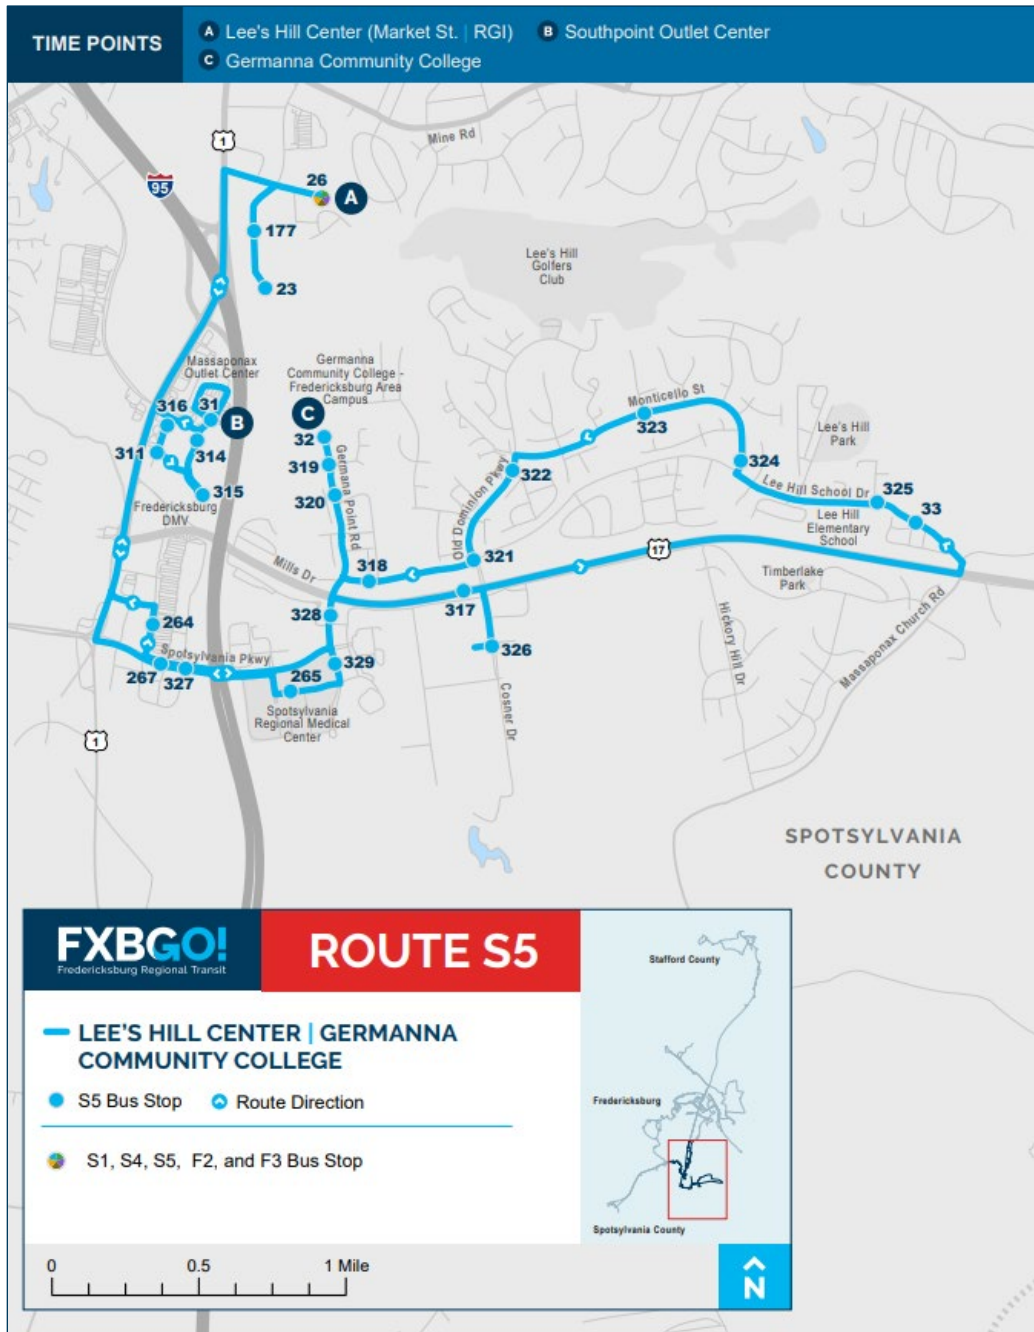 TIME POINTS
A Lee's Hill Center (Market St. | RGI) B Southpoint Outlet Center
C Germanna Community College
Mine Rd
1
95
26
A
177
23
Lee's Hill
Golfers
Club
Massaponax
Outlet Center
Germanna
Community College -
Fredericksburg Area
Campus
316
31
B
C
311
314
32
319
315
320
Fredericksburg
DMV
Germana Point Rd
Monticello St
323
Lee's Hill
Park
322
324
Lee Hill School Dr
325
33
Lee Hill
Elementary
School
Old Dominion Pkwy
321
17
Mills Dr
318
317
Timberlake
Park
328
264
326
Hickory Hill Dr
Massaponax Church Rd
Spotsylvania Pkwy
267
327
329
265
Spotsylvania
Regional Medical
Center
Cosner Dr
1
SPOTSYLVANIA
COUNTY
FXBGO!
Fredericksburg Regional Transit
ROUTE S5
LEE'S HILL CENTER | GERMANNA
COMMUNITY COLLEGE
S5 Bus Stop Route Direction
S1, S4, S5, F2, and F3 Bus Stop
Stafford County
Fredericksburg
Spotsylvania County
0 0.5 1 Mile
N